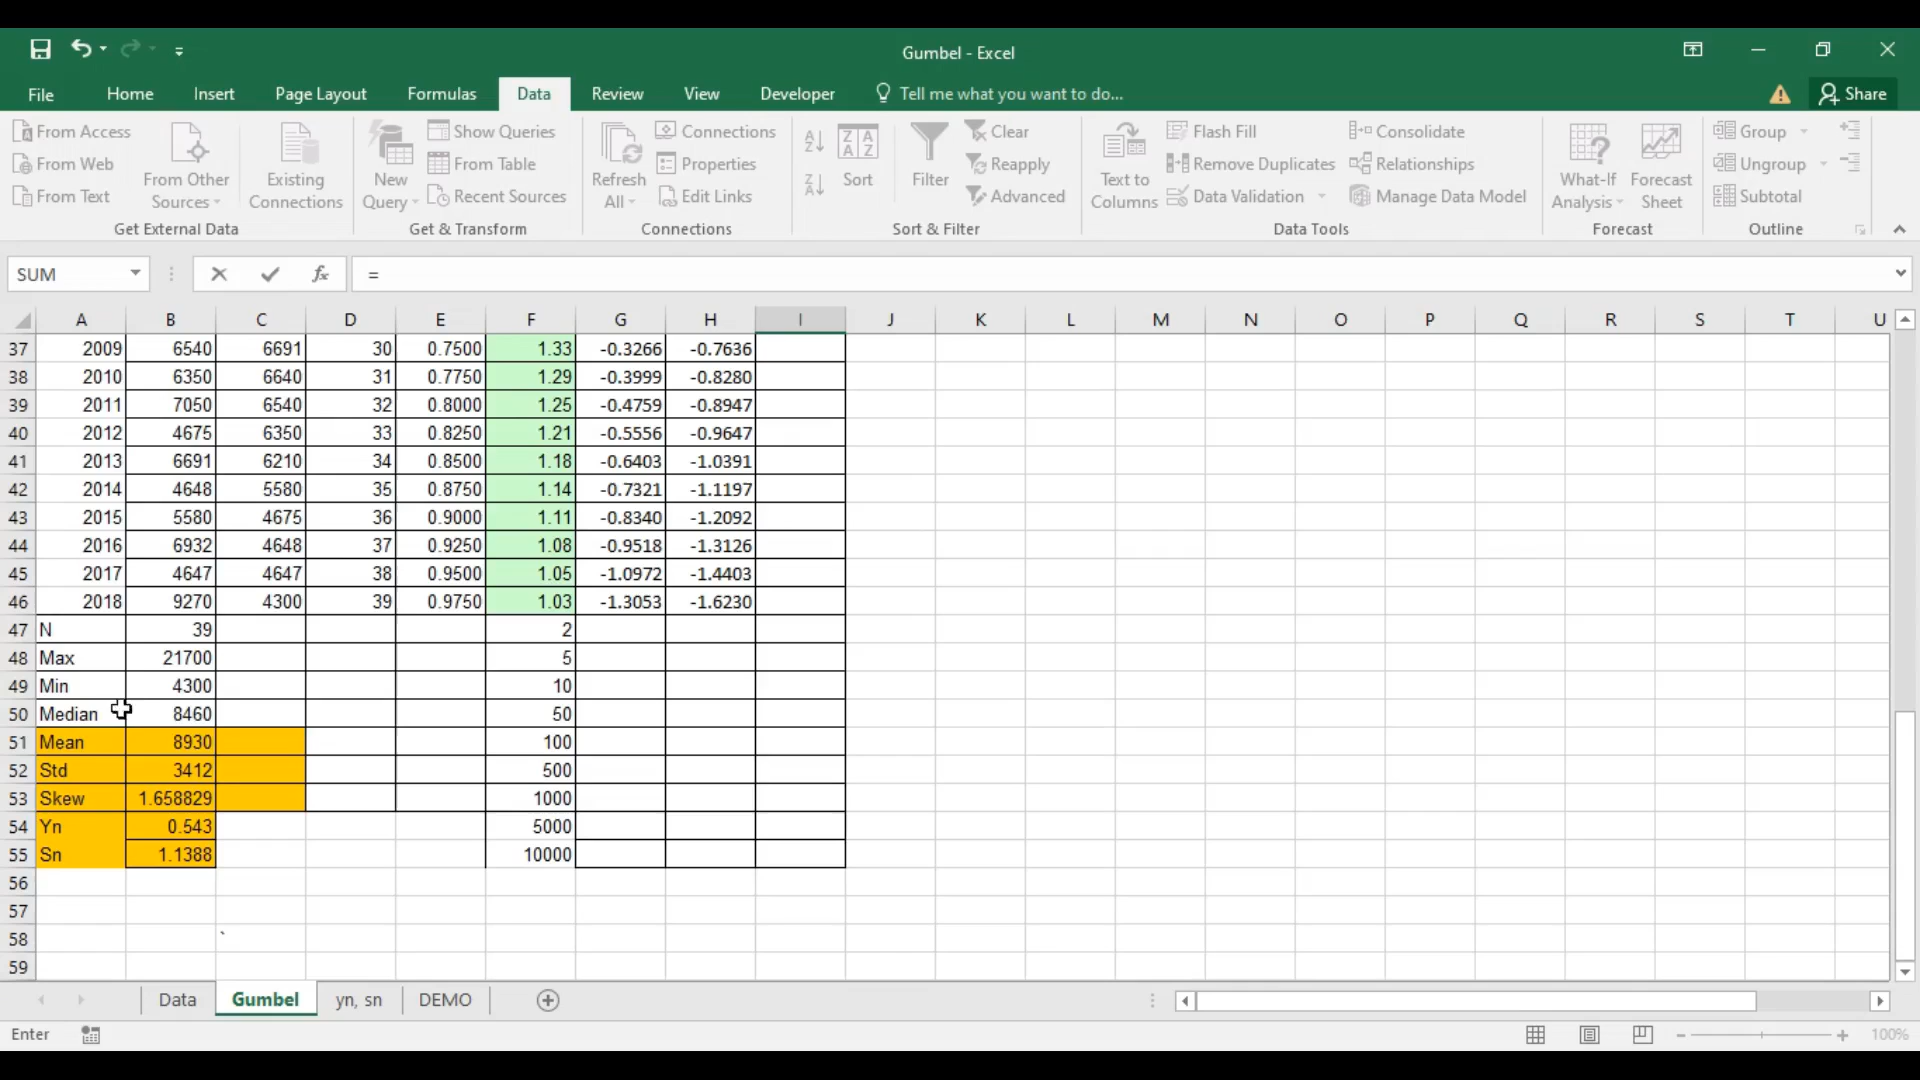 Gumbel - Excel
File Home Insert Page Layout Formulas Data Review View Developer Tell me what you want to do... Share
From Access
From Web
From Text
From Other Sources
Existing Connections
Get External Data
New Query
Show Queries
From Table
Recent Sources
Get & Transform
Refresh All
Connections
Properties
Edit Links
Connections
Sort
Filter
Clear
Reapply
Advanced
Sort & Filter
Text to Columns
Flash Fill
Remove Duplicates
Data Validation
Consolidate
Relationships
Manage Data Model
Data Tools
What-If Analysis
Forecast Sheet
Forecast
Group
Ungroup
Subtotal
Outline
SUM fx =
A B C D E F G H I J K L M N O P Q R S T U
37 2009 6540 6691 30 0.7500 1.33 -0.3266 -0.7636
38 2010 6350 6640 31 0.7750 1.29 -0.3999 -0.8280
39 2011 7050 6540 32 0.8000 1.25 -0.4759 -0.8947
40 2012 4675 6350 33 0.8250 1.21 -0.5556 -0.9647
41 2013 6691 6210 34 0.8500 1.18 -0.6403 -1.0391
42 2014 4648 5580 35 0.8750 1.14 -0.7321 -1.1197
43 2015 5580 4675 36 0.9000 1.11 -0.8340 -1.2092
44 2016 6932 4648 37 0.9250 1.08 -0.9518 -1.3126
45 2017 4647 4647 38 0.9500 1.05 -1.0972 -1.4403
46 2018 9270 4300 39 0.9750 1.03 -1.3053 -1.6230
47 N 39 2
48 Max 21700 5
49 Min 4300 10
50 Median 8460 50
51 Mean 8930 100
52 Std 3412 500
53 Skew 1.658829 1000
54 Yn 0.543 5000
55 Sn 1.1388 10000
56
57
58 `
59
Data Gumbel yn, sn DEMO
Enter 100%